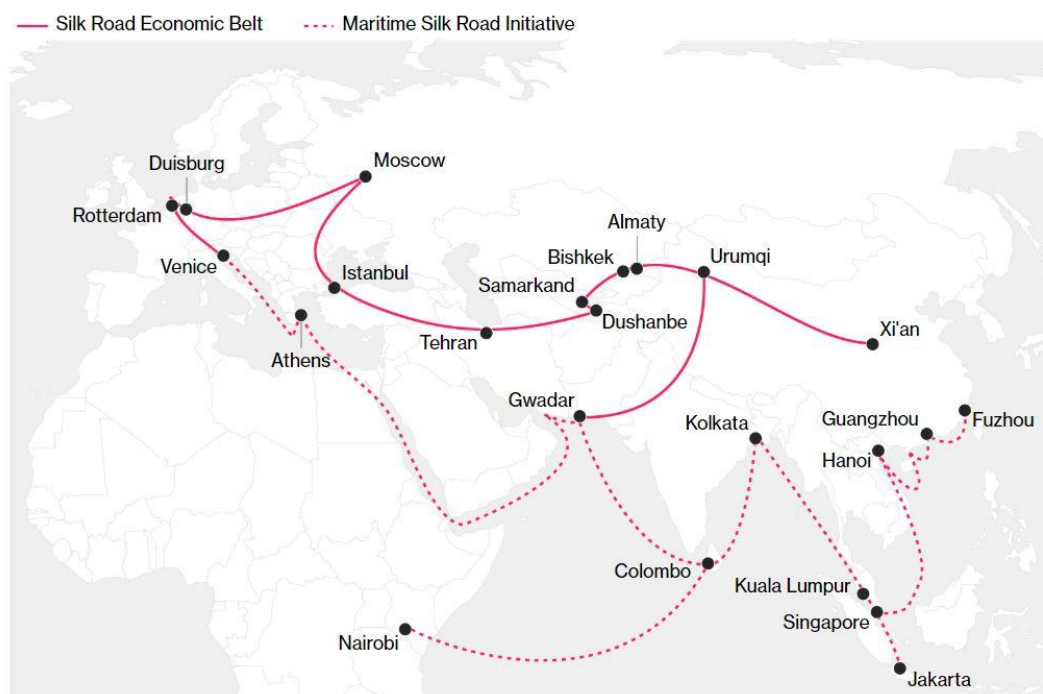 Silk Road Economic Belt
Maritime Silk Road Initiative
Moscow
Duisburg
Rotterdam
Almaty
Venice
Bishkek
Urumqi
Istanbul
Samarkand
Dushanbe
Xi'an
Tehran
Athens
Gwadar
Kolkata
Guangzhou
Fuzhou
Hanoi
Colombo
Kuala Lumpur
Singapore
Nairobi
Jakarta